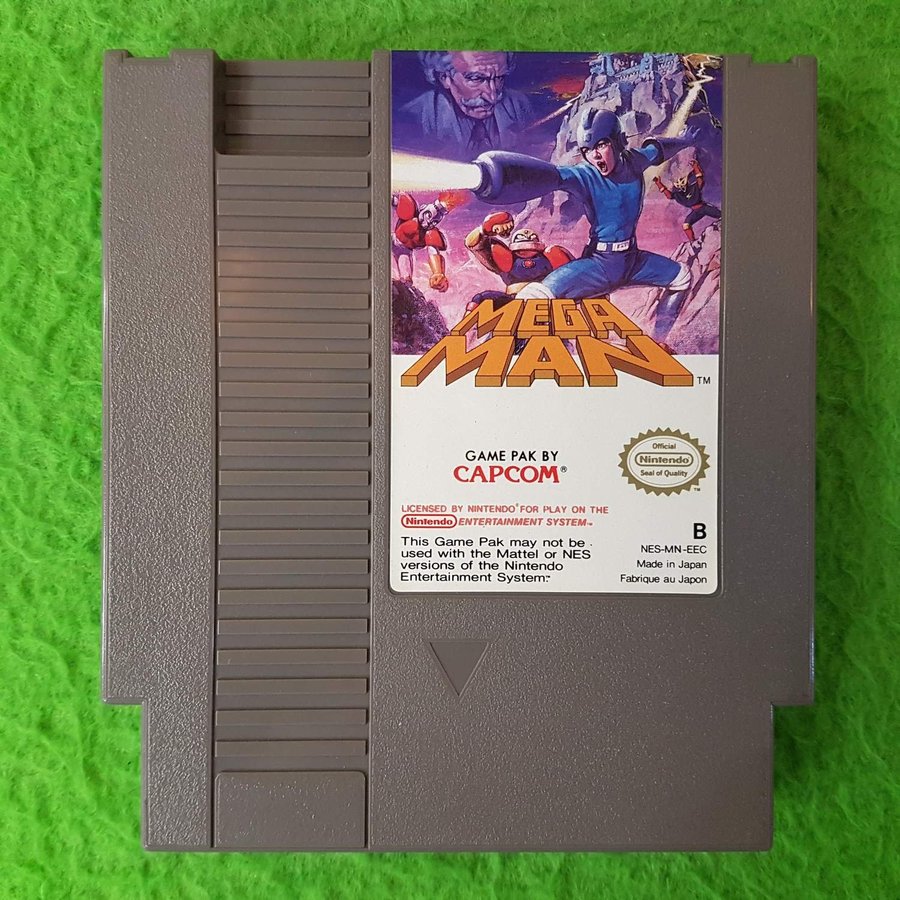 MEGA
MAN™
GAME PAK BY
CAPCOM®
Official
Nintendo
Seal of Quality
™
LICENSED BY NINTENDO® FOR PLAY ON THE
Nintendo ENTERTAINMENT SYSTEM™
This Game Pak may not be
used with the Mattel or NES
versions of the Nintendo
Entertainment System.™
B
NES-MN-EEC
Made in Japan
Fabrique au Japon